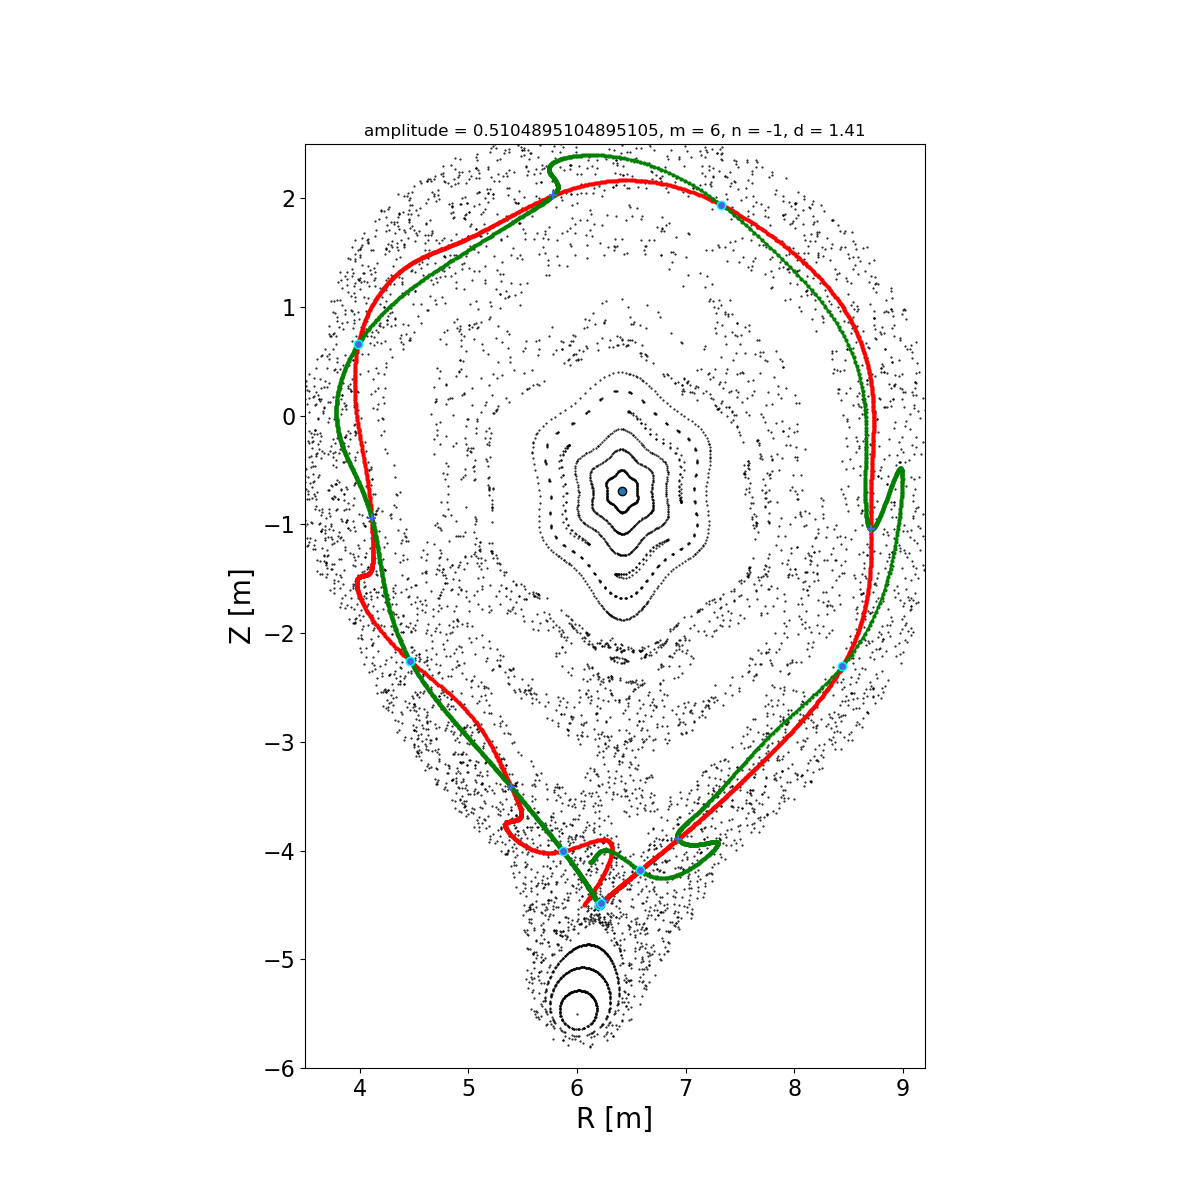 amplitude = 0.5104895104895105, m = 6, n = -1, d = 1.41
2
1
0
−1
−2
−3
−4
−5
−6
Z [m]
4 5 6 7 8 9
R [m]